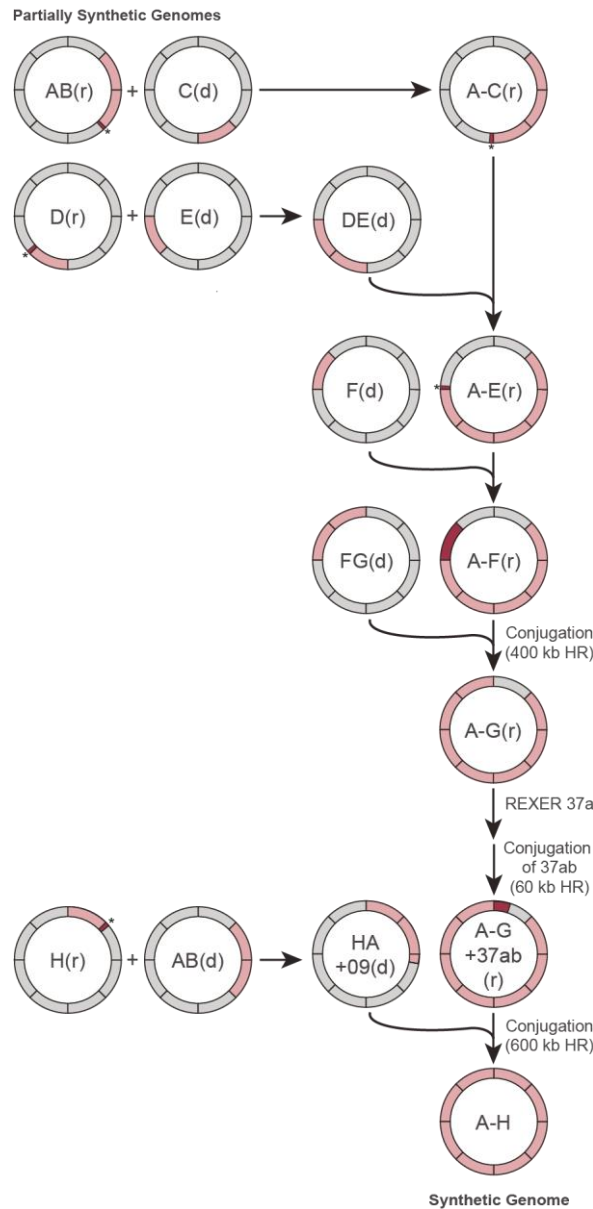 Partially Synthetic Genomes
AB(r) + C(d) A-C(r)
*
*
D(r) + E(d) DE(d)
*
F(d) * A-E(r)
FG(d) A-F(r)
Conjugation
(400 kb HR)
A-G(r)
REXER 37a
Conjugation
of 37ab
(60 kb HR)
*
H(r) + AB(d)
HA
+09(d)
A-G
+37ab
(r)
Conjugation
(600 kb HR)
A-H
Synthetic Genome